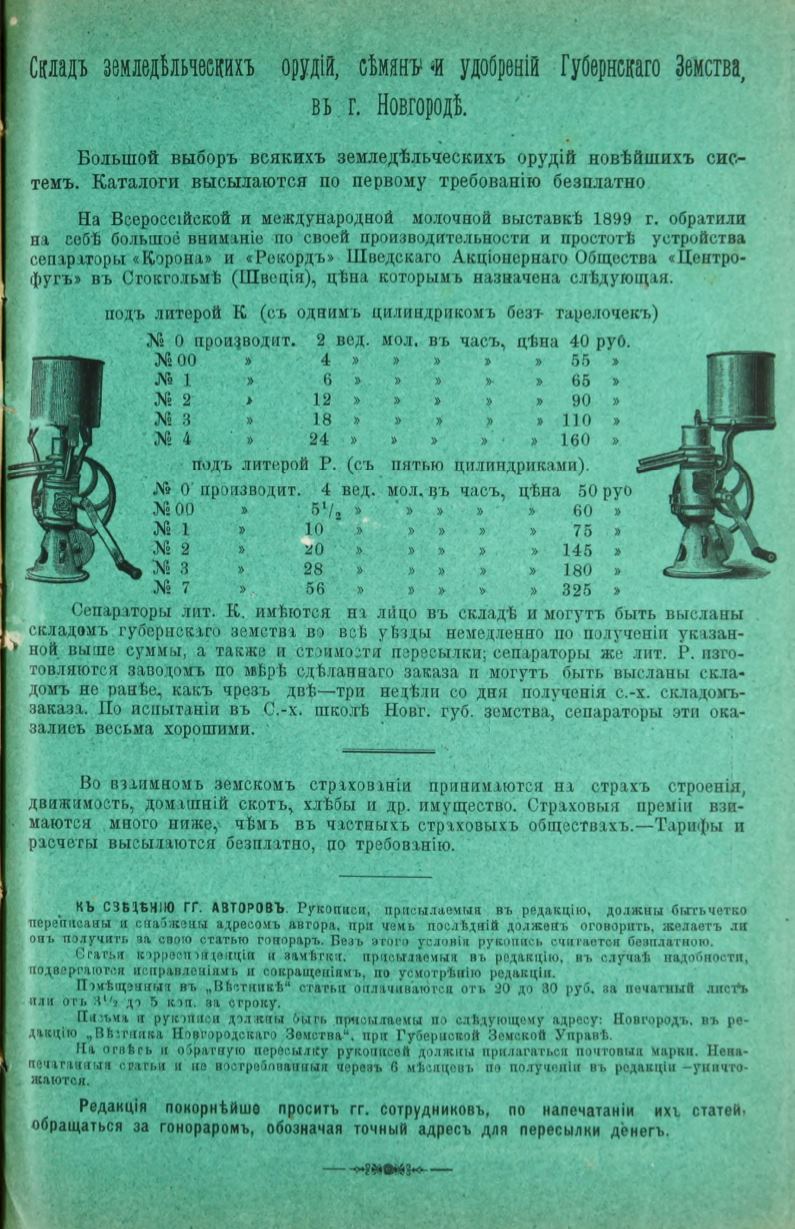 Складъ земледѣльческихъ орудій, сѣмянъ и удобреній Губернскаго Земства,
въ г. Новгородѣ.
Большой выборъ всякихъ земледѣльческихъ орудій новѣйшихъ сис-
темъ. Каталоги высылаются по первому требованію безплатно
На Всероссійской и международной молочной выставкѣ 1899 г. обратили
на себѣ большое вниманіе по своей производительности и простотѣ устройства
сепараторы «Корона» и «Рекордъ» Шведскаго Акціонернаго Общества «Центро-
фугъ» въ Стокгольмѣ (Швеція), цѣна которымъ назначена слѣдующая.
подъ литерой К (съ однимъ цилиндрикомъ безъ тарелочекъ)
№ 0 производит. 2 вед. мол. въ часъ, цѣна 40 руб.
№ 00 » 4 » » » » » 55 »
№ 1 » 6 » » » » » 65 »
№ 2 » 12 » » » » » 90 »
№ 3 » 18 » » » » » 110 »
№ 4 » 24 » » » » » 160 »
подъ литерой Р. (съ пятью цилиндриками).
№ 0 производит. 4 вед. мол. въ часъ, цѣна 50 руб
№ 00 » 5½ » » » » » 60 »
№ 1 » 10 » » » » » 75 »
№ 2 » 20 » » » » » 145 »
№ 3 » 28 » » » » » 180 »
№ 7 » 56 » » » » » 325 »
Сепараторы лит. К. имѣются на лицо въ складѣ и могутъ быть высланы
складомъ губернскаго земства во всѣ уѣзды немедленно по полученіи указан-
ной выше суммы, а также и стоимости пересылки; сепараторы же лит. Р. изго-
товляются заводомъ по мѣрѣ сдѣланнаго заказа и могутъ быть высланы скла-
домъ не ранѣе, какъ чрезъ двѣ—три недѣли со дня полученія с.-х. складомъ-
заказа. По испытаніи въ С.-х. школѣ Новг. губ. земства, сепараторы эти ока-
зались весьма хорошими.
Во взаимномъ земскомъ страхованіи принимаются на страхъ строенія,
движимость, домашній скотъ, хлѣбы и др. имущество. Страховыя преміи взи-
маются много ниже, чѣмъ въ частныхъ страховыхъ обществахъ.—Тарифы и
расчеты высылаются безплатно, по требованію.
КЪ СВѢДѢНІЮ ГГ. АВТОРОВЪ. Рукописи, присылаемыя въ редакцію, должны быть четко
переписаны и снабжены адресомъ автора, при чемъ послѣдній долженъ оговорить, желаетъ ли
онъ получить за свою статью гонораръ. Безъ этого условія рукопись считается безплатною.
Статьи корреспонденціи и замѣтки, присылаемыя въ редакцію, въ случаѣ надобности,
подвергаются исправленіямъ и сокращеніямъ, по усмотрѣнію редакціи.
Помѣщенныя въ „Вѣстникѣ“ статьи оплачиваются отъ 20 до 30 руб. за печатный листъ
или отъ 3½ до 5 коп. за строку.
Письма и рукописи должны быть присылаемы по слѣдующему адресу: Новгородъ, въ ре-
дакцію „Вѣстника Новгородскаго Земства“, при Губернской Земской Управѣ.
На отвѣтъ и обратную пересылку рукописей должны прилагаться почтовыя марки. Нена-
печатанныя статьи и не востребованныя черезъ 6 мѣсяцевъ по полученіи въ редакціи —уничто-
жаются.
Редакція покорнѣйше проситъ гг. сотрудниковъ, по напечатаніи ихъ статей,
обращаться за гонораромъ, обозначая точный адресъ для пересылки денегъ.